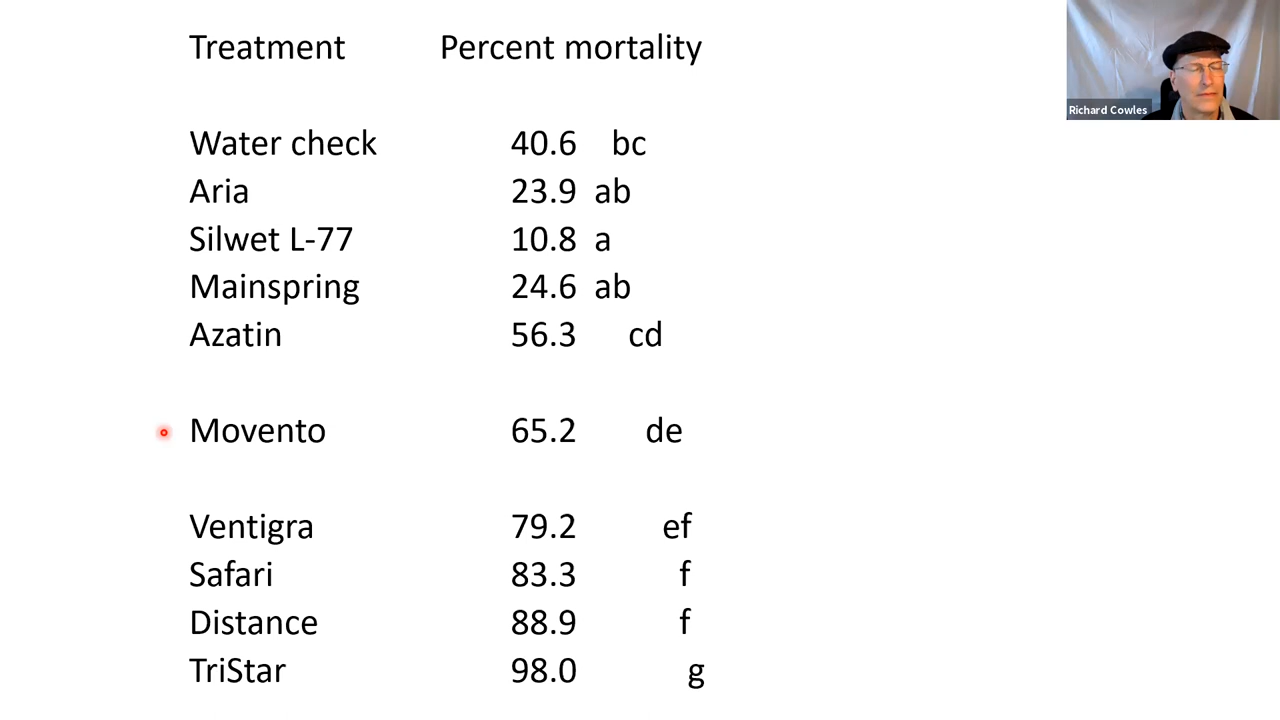 Treatment Percent mortality
Richard Cowles
Water check 40.6 bc
Aria 23.9 ab
Silwet L-77 10.8 a
Mainspring 24.6 ab
Azatin 56.3 cd
Movento 65.2 de
Ventigra 79.2 ef
Safari 83.3 f
Distance 88.9 f
TriStar 98.0 g